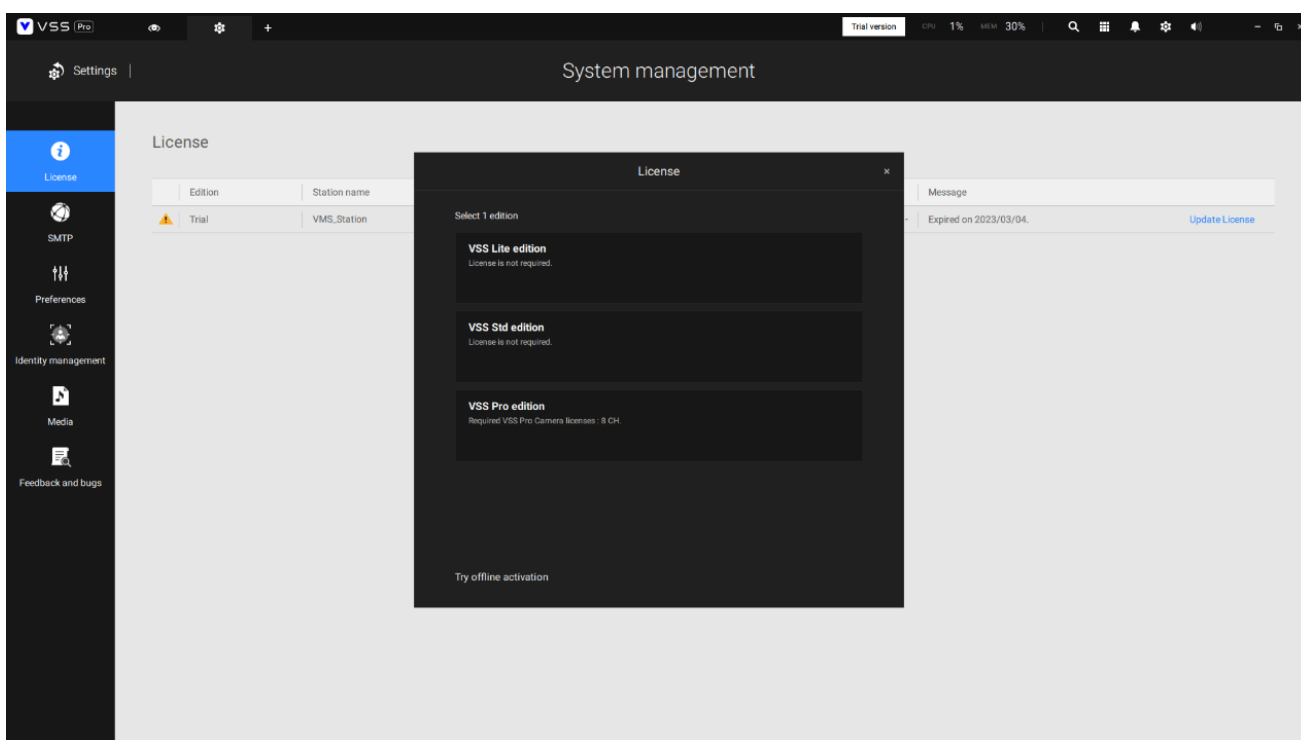 VSS Pro
Trial version
CPU 1% MEM 30%
Settings
System management
License
SMTP
Preferences
Identity management
Media
Feedback and bugs
License
Edition Station name Message
Trial VMS_Station - Expired on 2023/03/04. Update License
License
Select 1 edition
VSS Lite edition
License is not required.
VSS Std edition
License is not required.
VSS Pro edition
Required VSS Pro Camera licenses : 8 CH.
Try offline activation